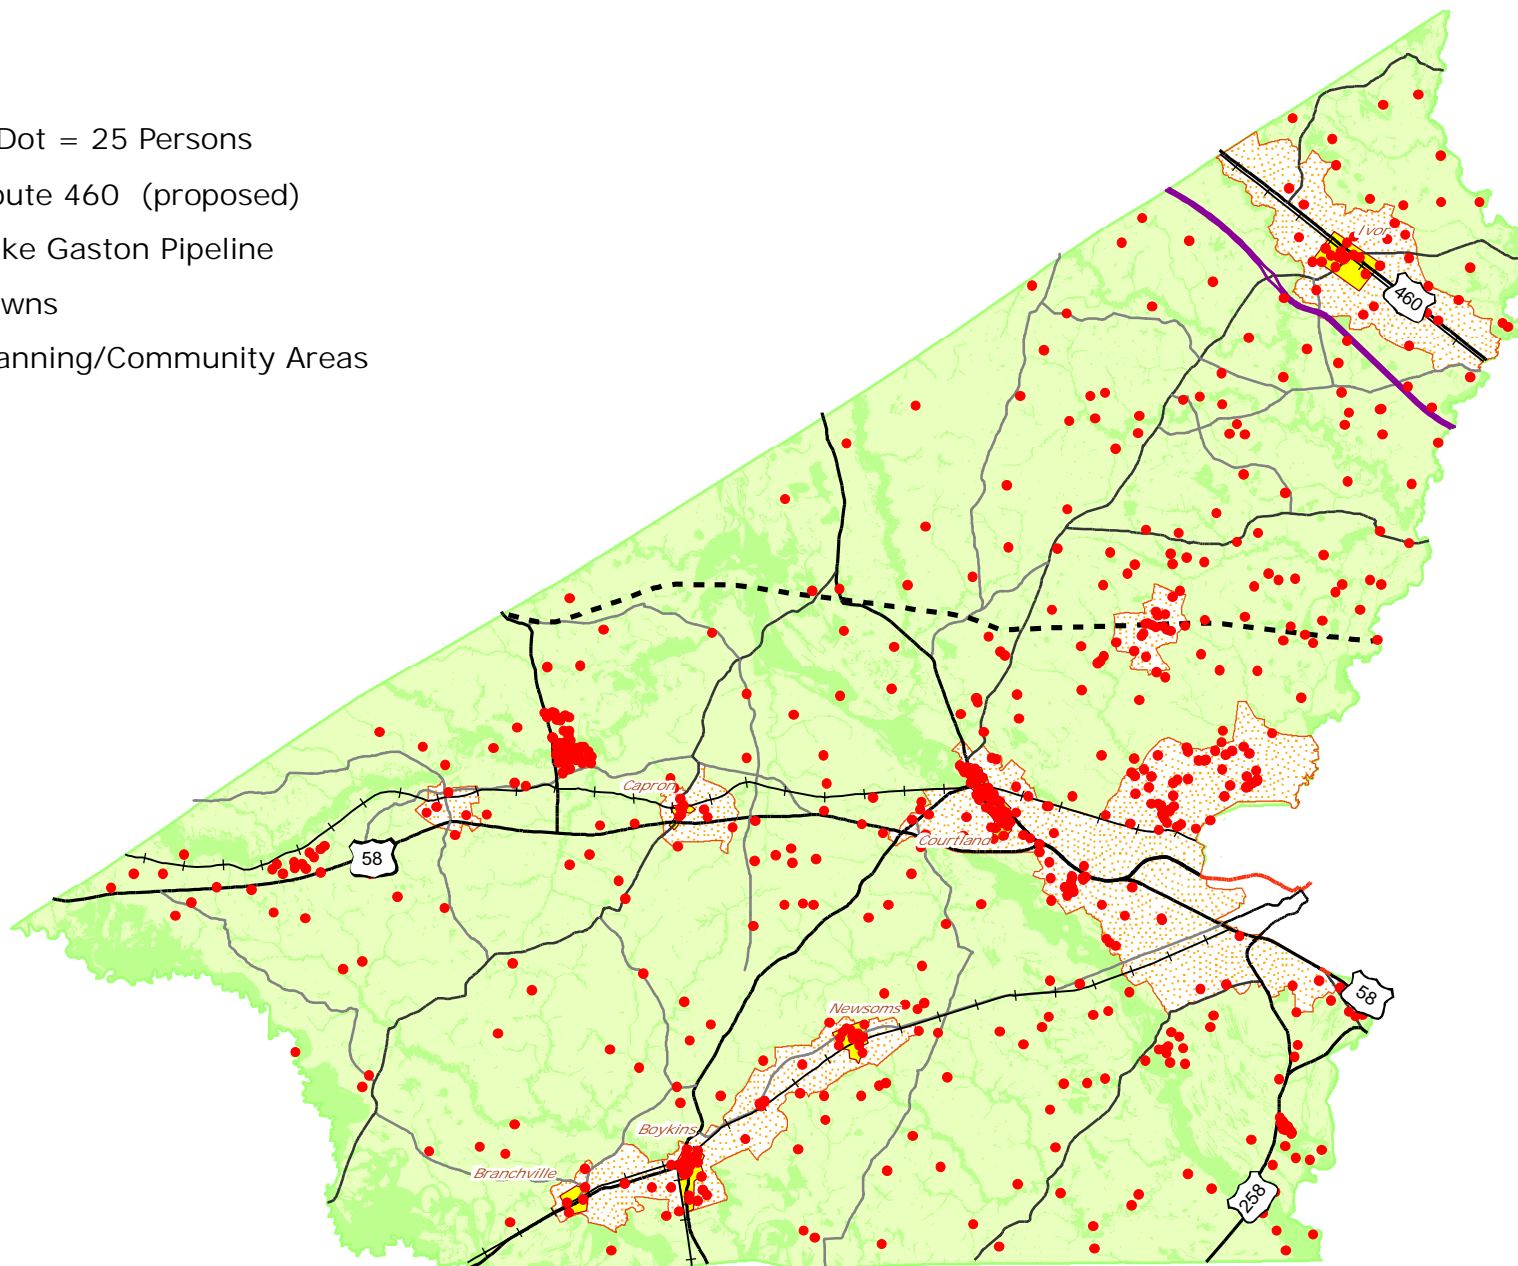 Dot = 25 Persons
oute 460 (proposed)
ke Gaston Pipeline
wns
anning/Community Areas
Ivor
460
Capron
58
Courtland
58
Newsoms
Boykins
Branchville
258